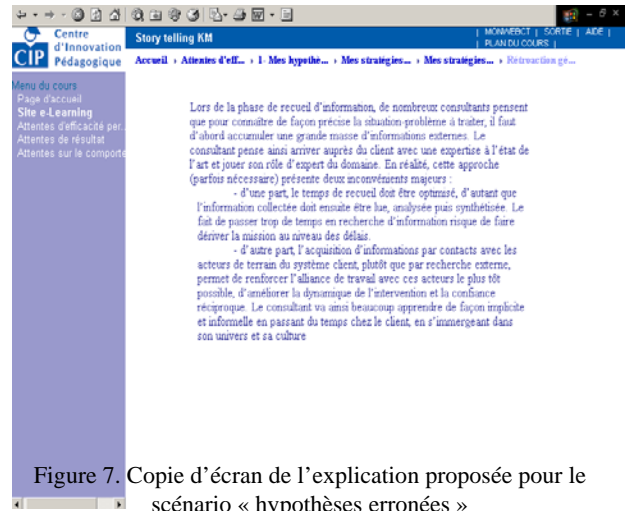 Centre
d'Innovation
Pédagogique
CIP
Story telling KM
| MONWEBCT | SORTIE | AIDE |
| PLAN DU COURS |
Accueil › Attentes d'eff... › 1- Mes hypothè... › Mes stratégies... › Mes stratégies... › Rétroaction gé...
Menu du cours
Page d'accueil
Site e-Learning
Attentes d'efficacité per.
Attentes de résultat
Attentes sur le comporte
Lors de la phase de recueil d'information, de nombreux consultants pensent
que pour connaître de façon précise la situation-problème à traiter, il faut
d'abord accumuler une grande masse d'informations externes. Le
consultant pense ainsi arriver auprès du client avec une expertise à l'état de
l'art et jouer son rôle d'expert du domaine. En réalité, cette approche
(parfois nécessaire) présente deux inconvénients majeurs :
- d'une part, le temps de recueil doit être optimisé, d'autant que
l'information collectée doit ensuite être lue, analysée puis synthétisée. Le
fait de passer trop de temps en recherche d'information risque de faire
dériver la mission au niveau des délais.
- d'autre part, l'acquisition d'informations par contacts avec les
acteurs de terrain du système client, plutôt que par recherche externe,
permet de renforcer l'alliance de travail avec ces acteurs le plus tôt
possible, d'améliorer la dynamique de l'intervention et la confiance
réciproque. Le consultant va ainsi beaucoup apprendre de façon implicite
et informelle en passant du temps chez le client, en s'immergeant dans
son univers et sa culture
Figure 7. Copie d'écran de l'explication proposée pour le
scénario « hypothèses erronées »